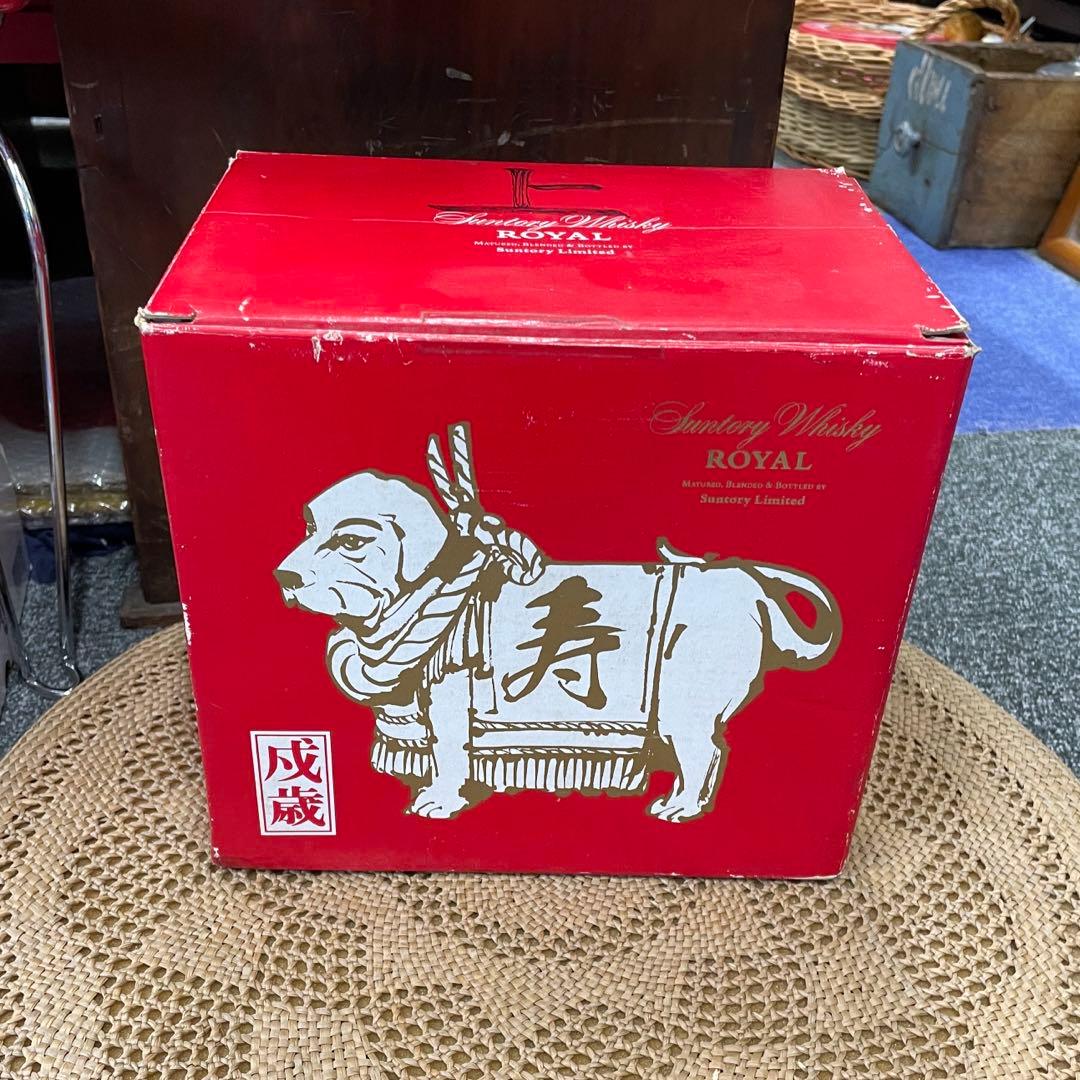 上
Suntory Whisky
ROYAL
MATURED, BLENDED & BOTTLED BY
Suntory Limited
Suntory Whisky
ROYAL
MATURED, BLENDED & BOTTLED BY
Suntory Limited
寿
戌
歳